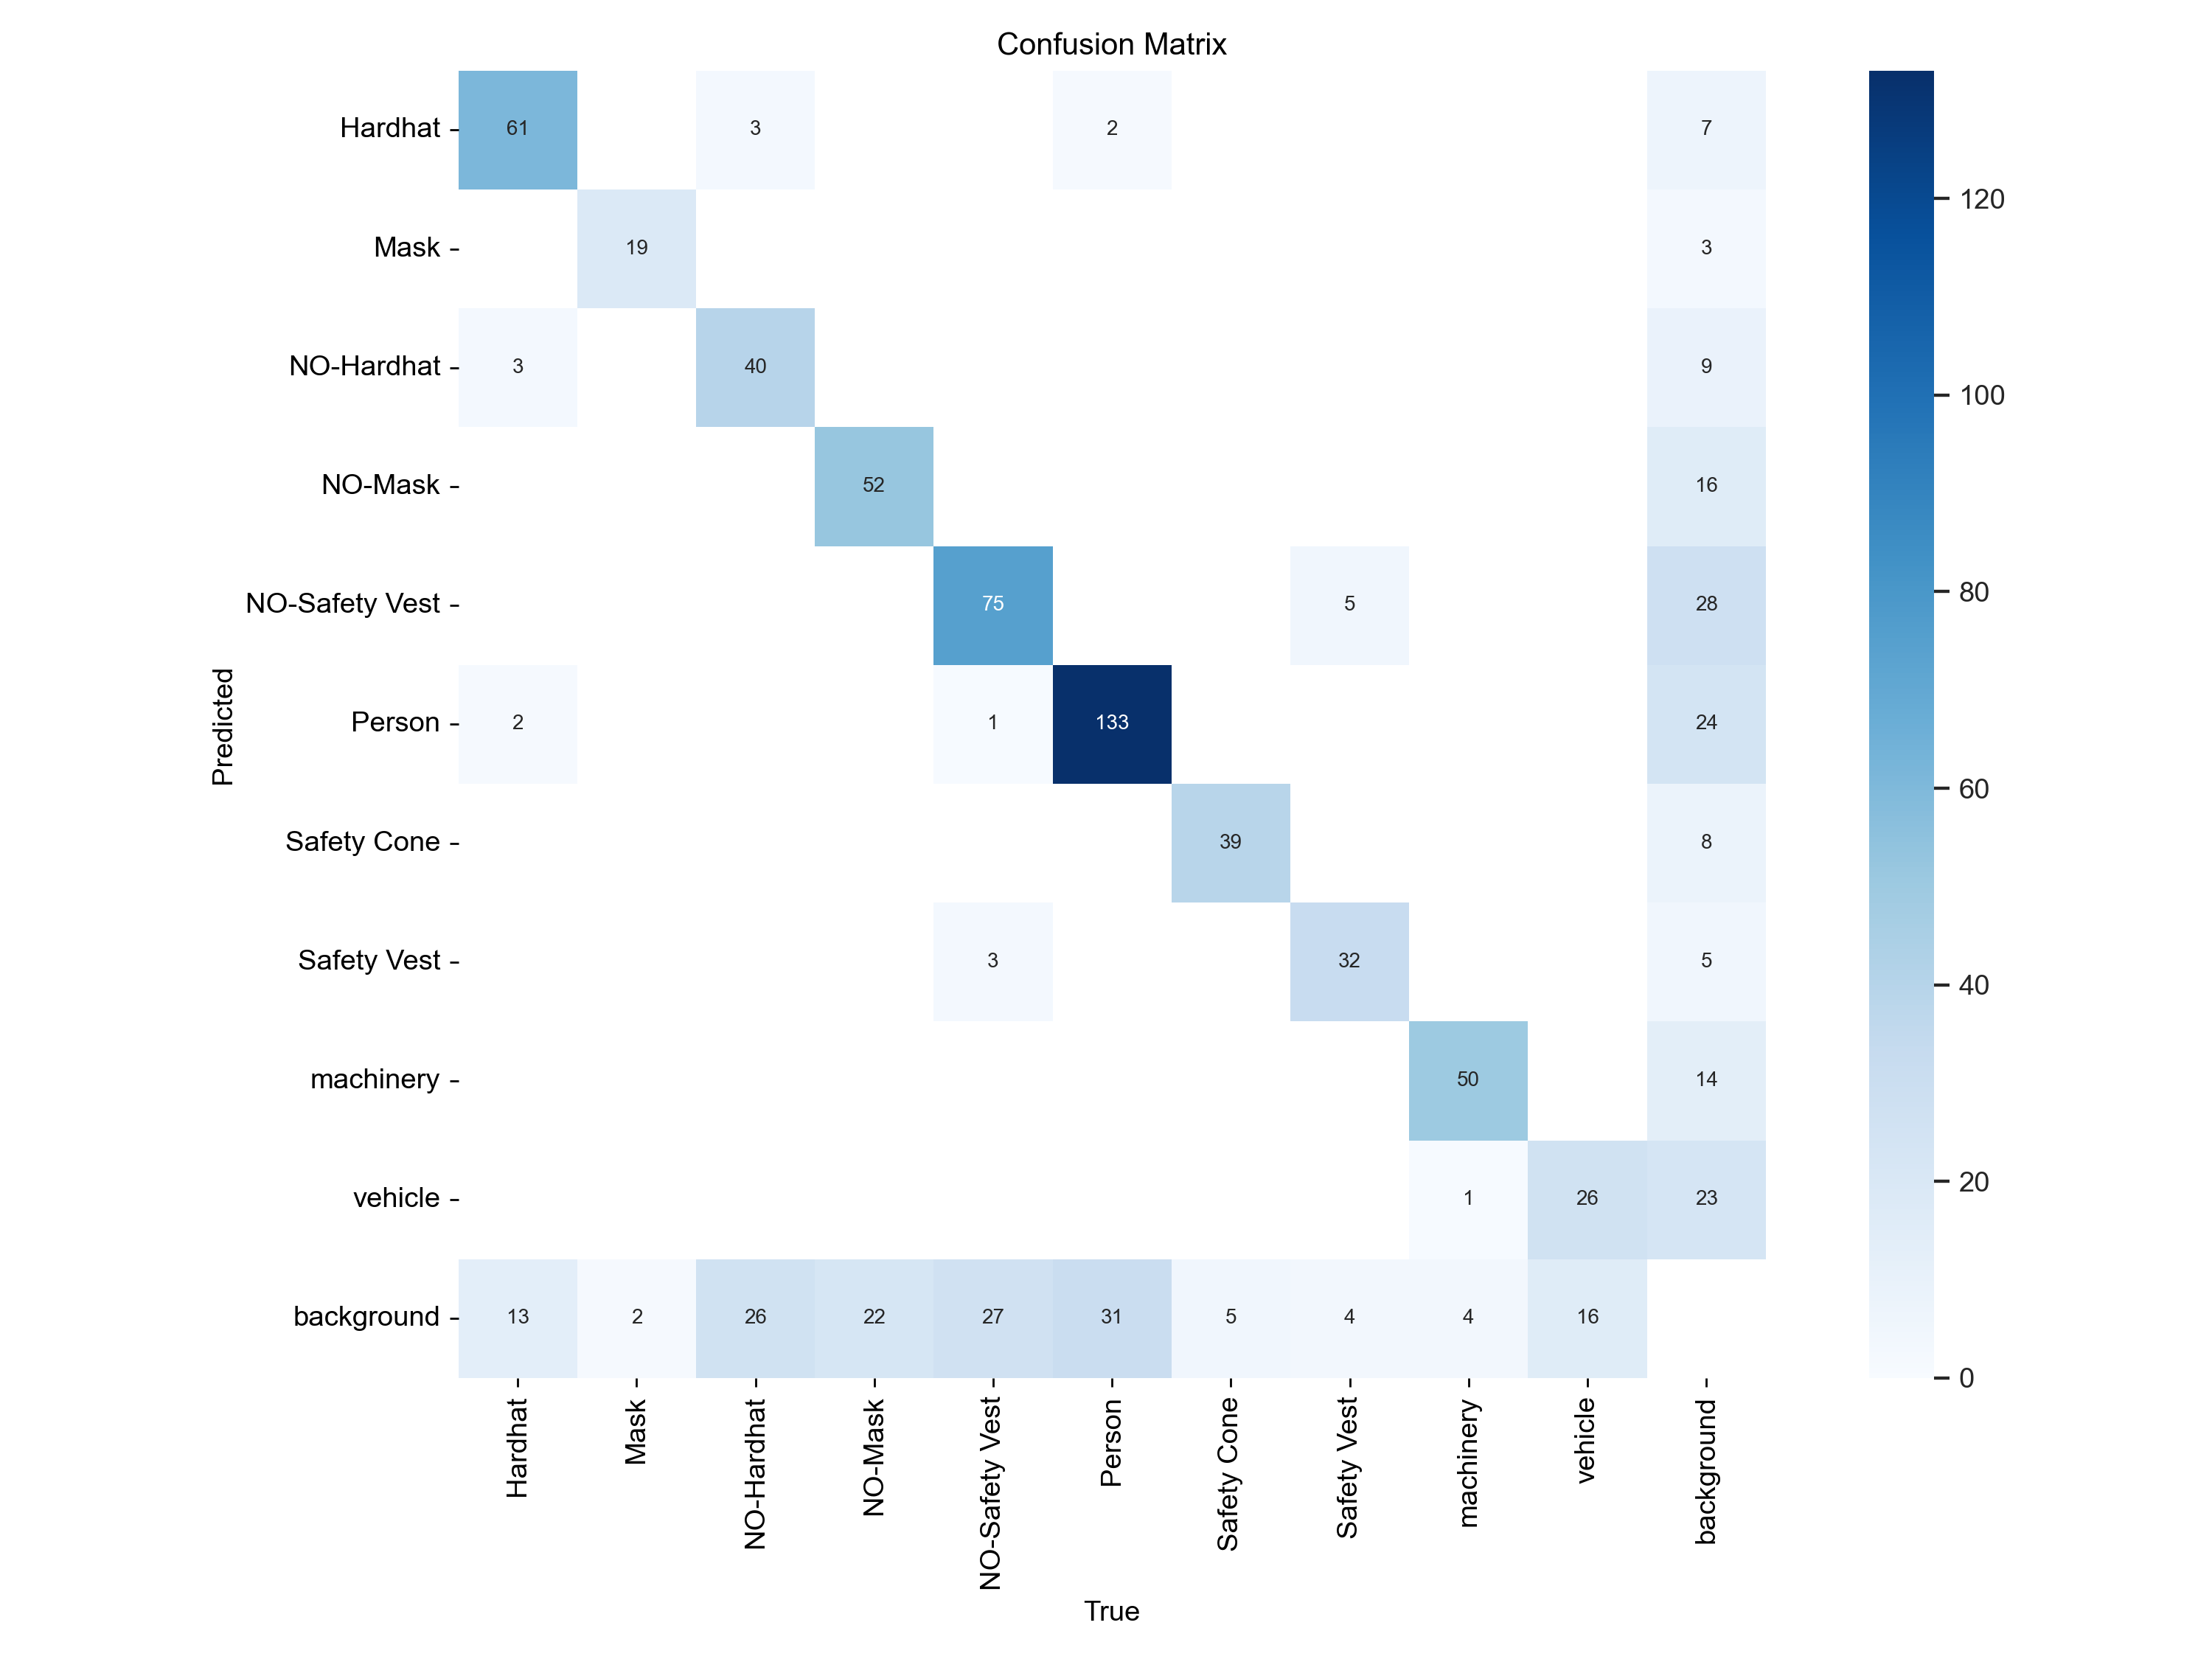 Confusion Matrix
Hardhat 61 3 2 7
Mask 19 3
NO-Hardhat 3 40 9
NO-Mask 52 16
NO-Safety Vest 75 5 28
Person 2 1 133 24
Safety Cone 39 8
Safety Vest 3 32 5
machinery 50 14
vehicle 1 26 23
background 13 2 26 22 27 31 5 4 4 16
Predicted
Hardhat
Mask
NO-Hardhat
NO-Mask
NO-Safety Vest
Person
Safety Cone
Safety Vest
machinery
vehicle
background
True
120
100
80
60
40
20
0